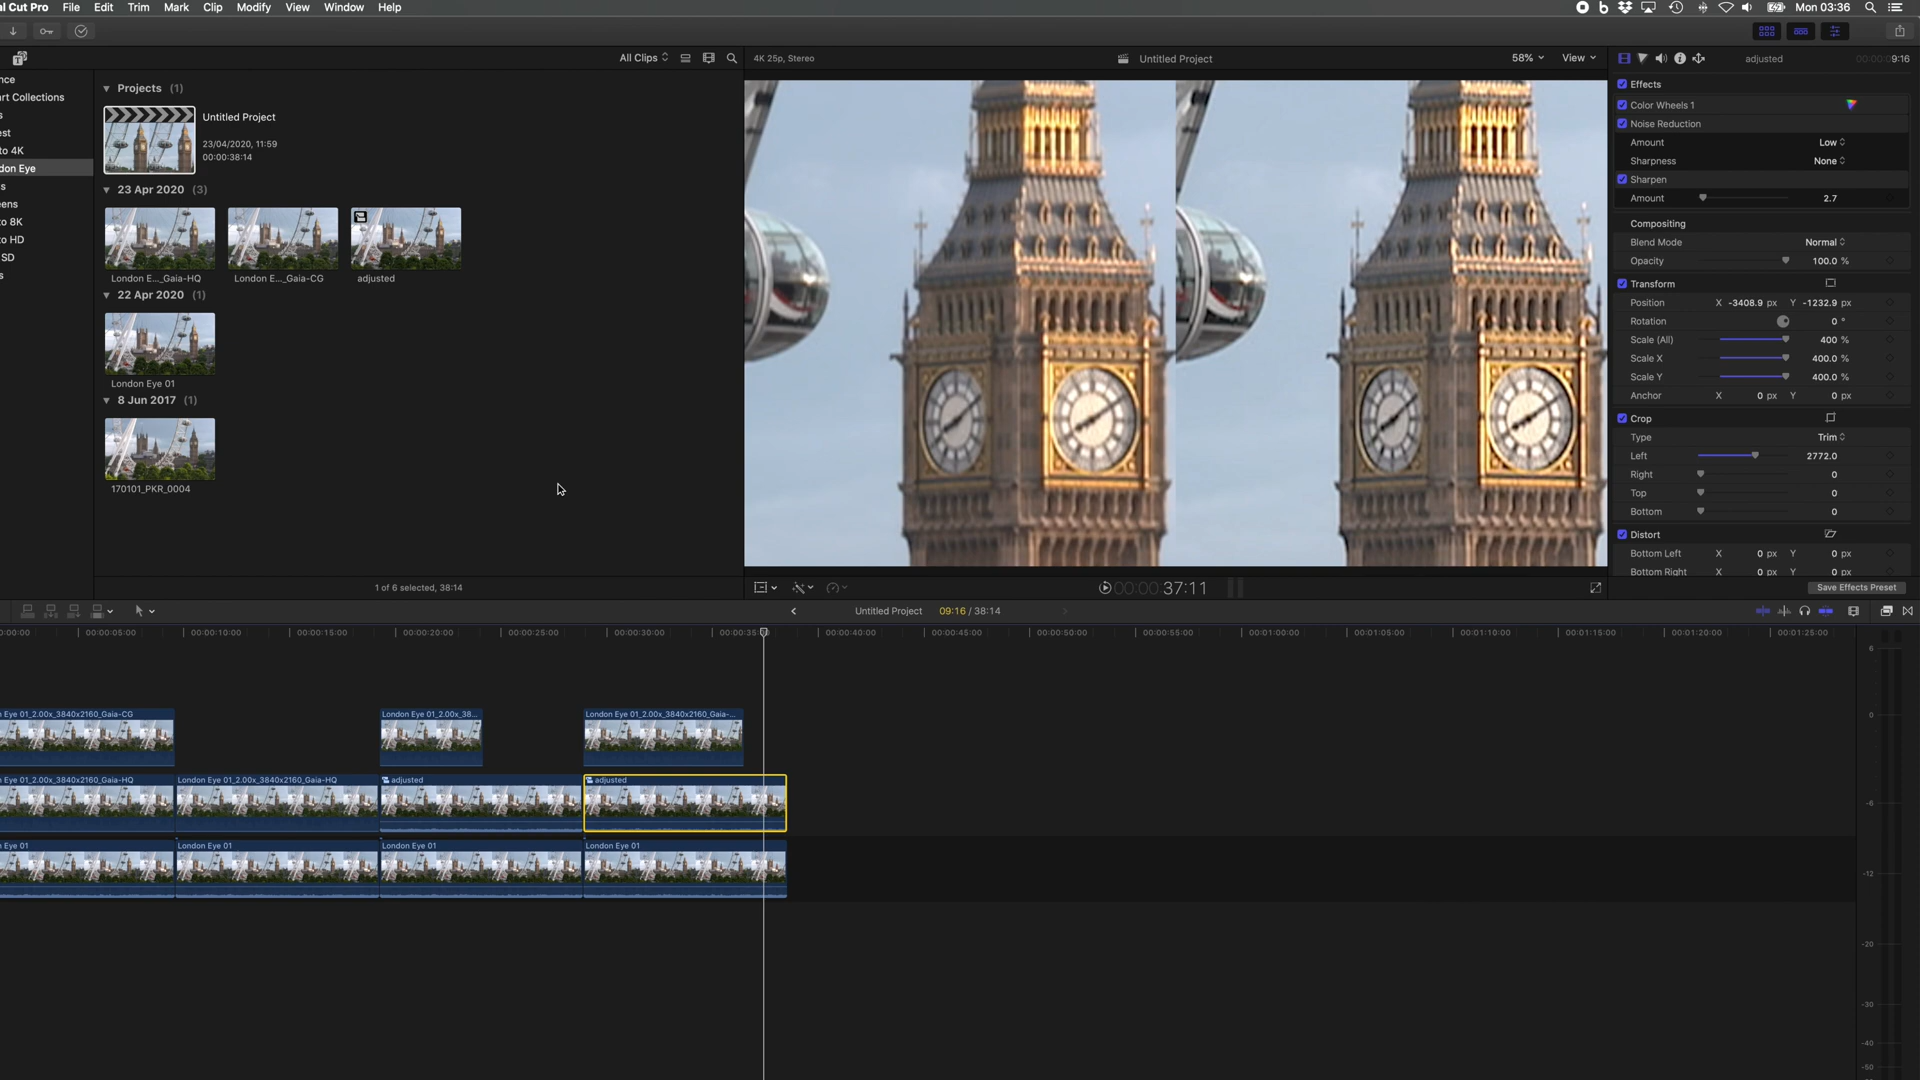 al Cut Pro File Edit Trim Mark Clip Modify View Window Help Mon 03:36
All Clips 4K 25p, Stereo Untitled Project 58% View adjusted 00:00:09:16
nce
rt Collections
s
est
to 4K
don Eye
s
ens
o 8K
o HD
SD
s
Projects (1)
Untitled Project
23/04/2020, 11:59
00:00:38:14
23 Apr 2020 (3)
London E..._Gaia-HQ London E..._Gaia-CG adjusted
22 Apr 2020 (1)
London Eye 01
8 Jun 2017 (1)
170101_PKR_0004
1 of 6 selected, 38:14
00:00:00:37:11
Effects
Color Wheels 1
Noise Reduction
Amount Low
Sharpness None
Sharpen
Amount 2.7
Compositing
Blend Mode Normal
Opacity 100.0 %
Transform
Position X -3408.9 px Y -1232.9 px
Rotation 0 °
Scale (All) 400 %
Scale X 400.0 %
Scale Y 400.0 %
Anchor X 0 px Y 0 px
Crop
Type Trim
Left 2772.0
Right 0
Top 0
Bottom 0
Distort
Bottom Left X 0 px Y 0 px
Bottom Right X 0 px Y 0 px
Save Effects Preset
Untitled Project 09:16 / 38:14
0:00:00 00:00:05:00 00:00:10:00 00:00:15:00 00:00:20:00 00:00:25:00 00:00:30:00 00:00:35:0 00:00:40:00 00:00:45:00 00:00:50:00 00:00:55:00 00:01:00:00 00:01:05:00 00:01:10:00 00:01:15:00 00:01:20:00 00:01:25:00
Eye 01_2.00x_3840x2160_Gaia-CG London Eye 01_2.00x_38... London Eye 01_2.00x_3840x2160_Gaia-...
Eye 01_2.00x_3840x2160_Gaia-HQ London Eye 01_2.00x_3840x2160_Gaia-HQ adjusted adjusted
Eye 01 London Eye 01 London Eye 01 London Eye 01
6
0
-6
-12
-20
-30
-40
-50